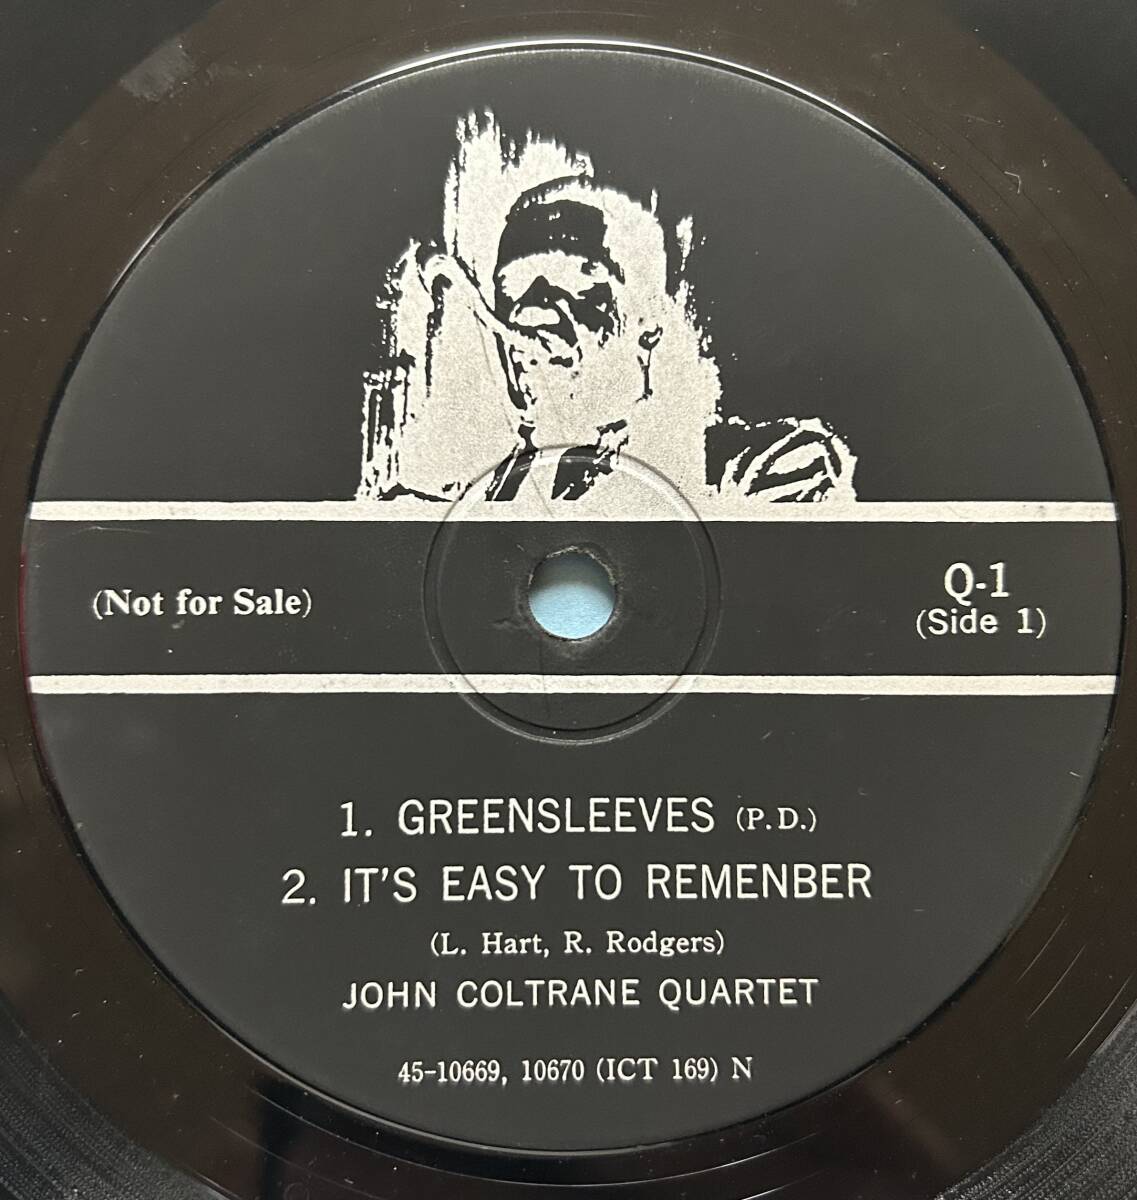 (Not for Sale)
Q-1
(Side 1)
1. GREENSLEEVES (P.D.)
2. IT'S EASY TO REMENBER
(L. Hart, R. Rodgers)
JOHN COLTRANE QUARTET
45-10669, 10670 (ICT 169) N